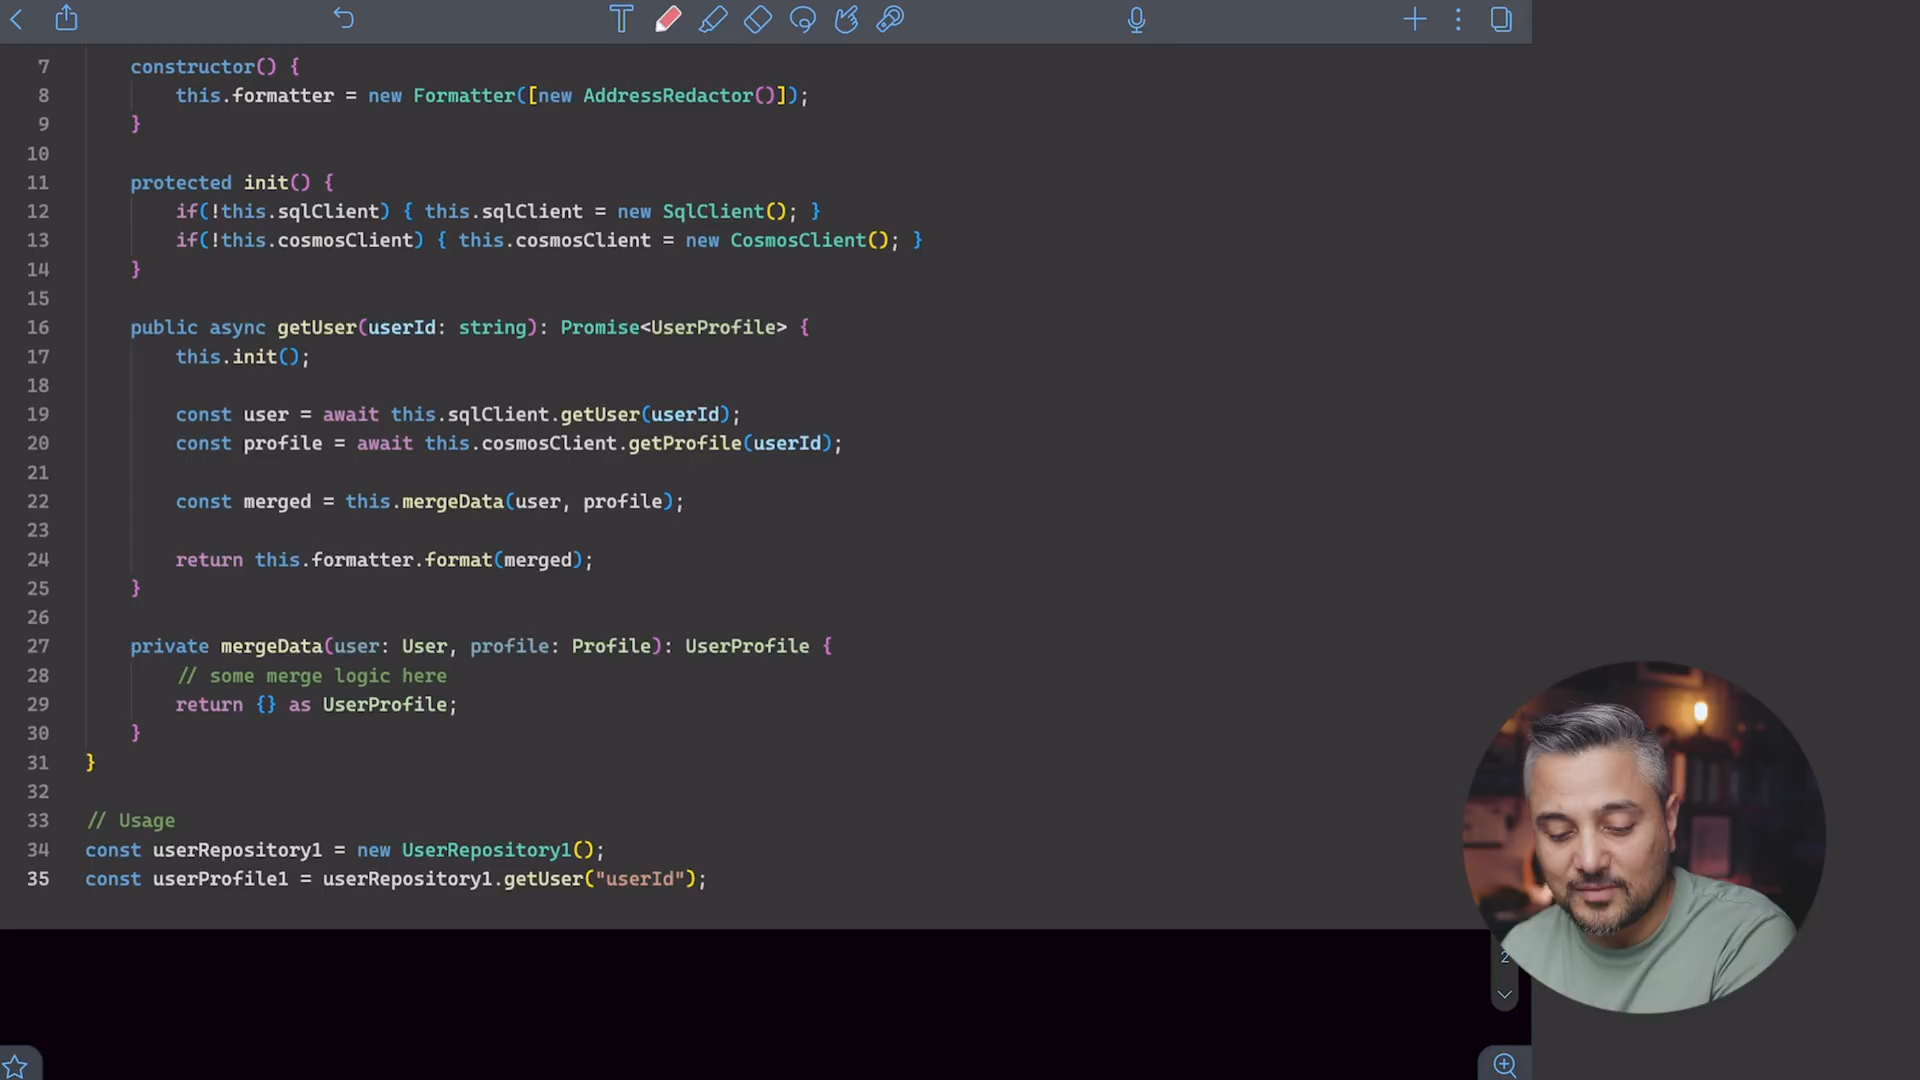 7 constructor() {
8 this.formatter = new Formatter([new AddressRedactor()]);
9 }
10
11 protected init() {
12 if(!this.sqlClient) { this.sqlClient = new SqlClient(); }
13 if(!this.cosmosClient) { this.cosmosClient = new CosmosClient(); }
14 }
15
16 public async getUser(userId: string): Promise<UserProfile> {
17 this.init();
18
19 const user = await this.sqlClient.getUser(userId);
20 const profile = await this.cosmosClient.getProfile(userId);
21
22 const merged = this.mergeData(user, profile);
23
24 return this.formatter.format(merged);
25 }
26
27 private mergeData(user: User, profile: Profile): UserProfile {
28 // some merge logic here
29 return {} as UserProfile;
30 }
31 }
32
33 // Usage
34 const userRepository1 = new UserRepository1();
35 const userProfile1 = userRepository1.getUser("userId");
2